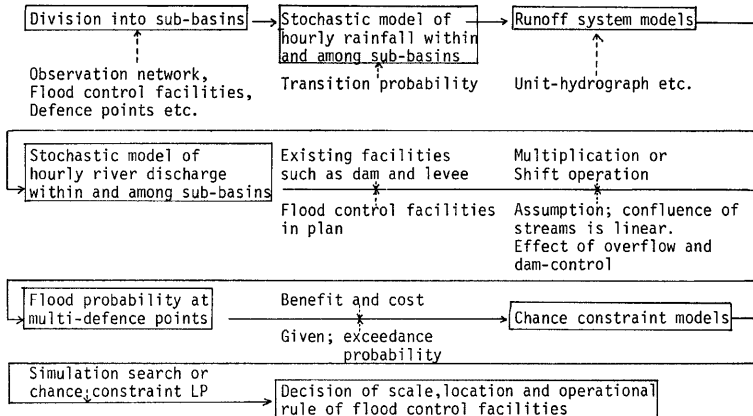 Division into sub-basins
Stochastic model of
hourly rainfall within
and among sub-basins
Runoff system models
Observation network,
Flood control facilities,
Defence points etc.
Transition probability
Unit-hydrograph etc.
Stochastic model of
hourly river discharge
within and among sub-basins
Existing facilities
such as dam and levee
Flood control facilities
in plan
Multiplication or
Shift operation
Assumption; confluence of
streams is linear.
Effect of overflow and
dam-control
Flood probability at
multi-defence points
Benefit and cost
Given; exceedance
probability
Chance constraint models
Simulation search or
chance constraint LP
Decision of scale,location and operational
rule of flood control facilities